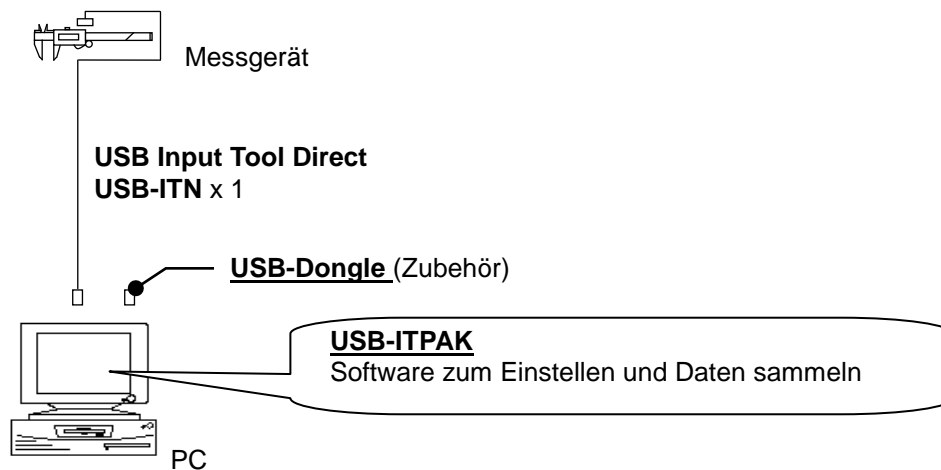 Messgerät
USB Input Tool Direct
USB-ITN x 1
USB-Dongle (Zubehör)
USB-ITPAK
Software zum Einstellen und Daten sammeln
PC